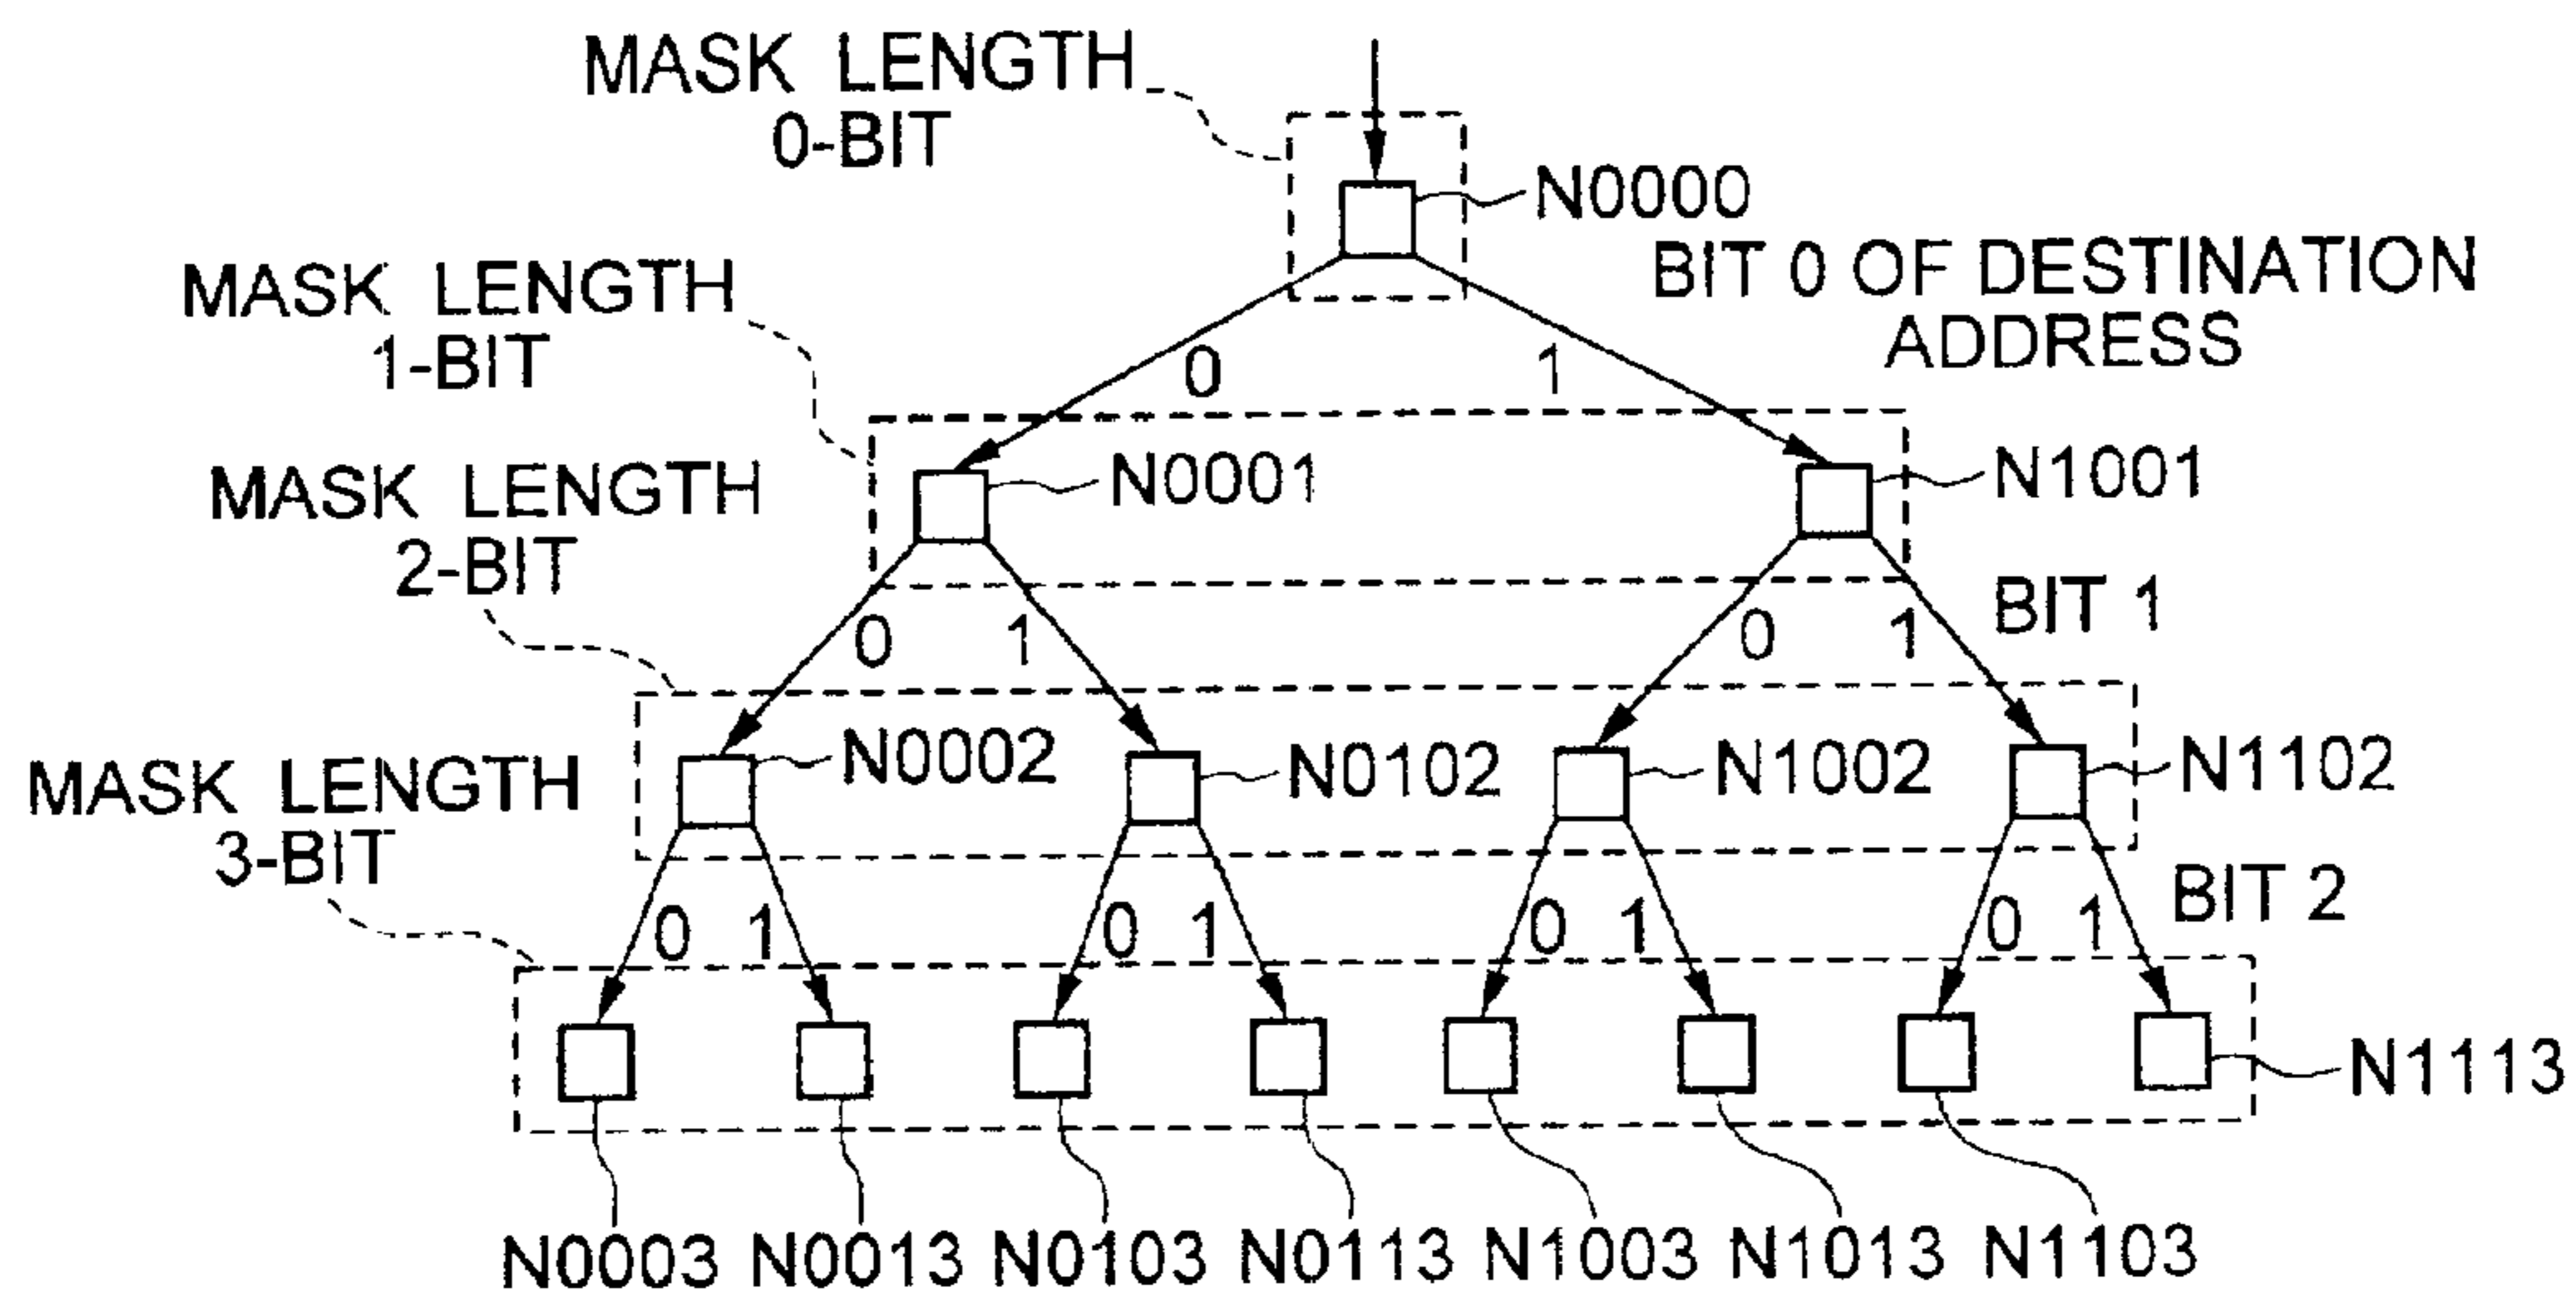 MASK LENGTH
0-BIT
N0000
BIT 0 OF DESTINATION
ADDRESS
MASK LENGTH
1-BIT
0 1
N0001
N1001
MASK LENGTH
2-BIT
BIT 1
0 1 0 1
N0002
N0102
N1002
N1102
MASK LENGTH
3-BIT
BIT 2
0 1 0 1 0 1 0 1
N1113
N0003 N0013 N0103 N0113 N1003 N1013 N1103